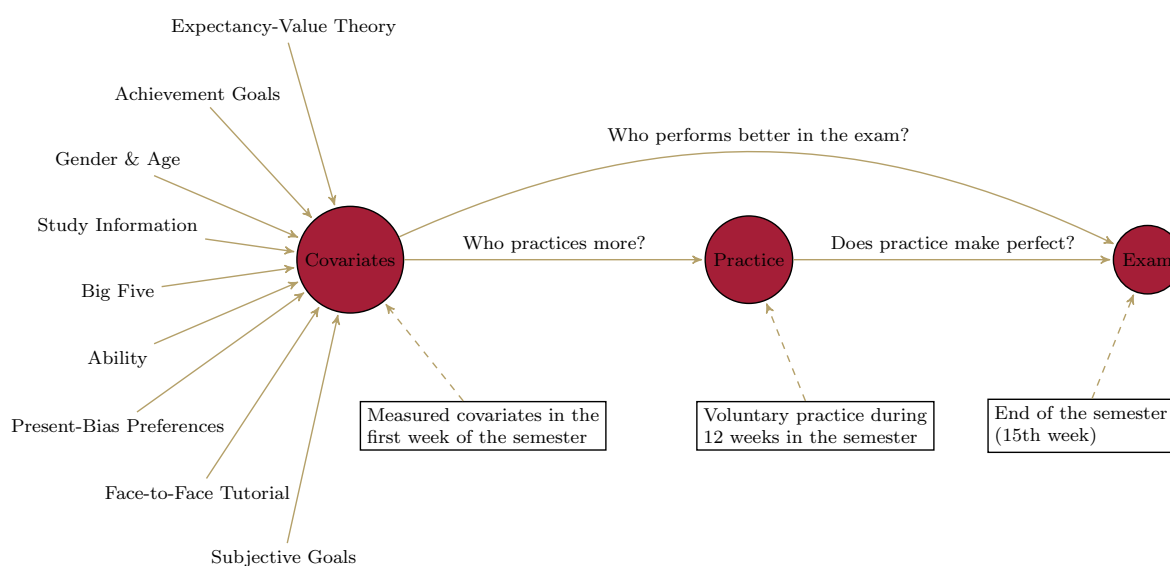 Expectancy-Value Theory
Achievement Goals
Who performs better in the exam?
Gender & Age
Study Information
Who practices more?
Does practice make perfect?
Covariates
Practice
Exam
Big Five
Ability
Measured covariates in the
first week of the semester
Voluntary practice during
12 weeks in the semester
End of the semester
(15th week)
Present-Bias Preferences
Face-to-Face Tutorial
Subjective Goals